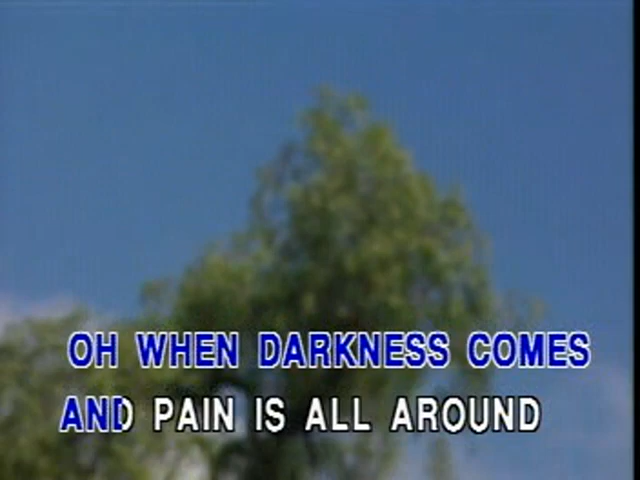 OH WHEN DARKNESS COMES
AND PAIN IS ALL AROUND